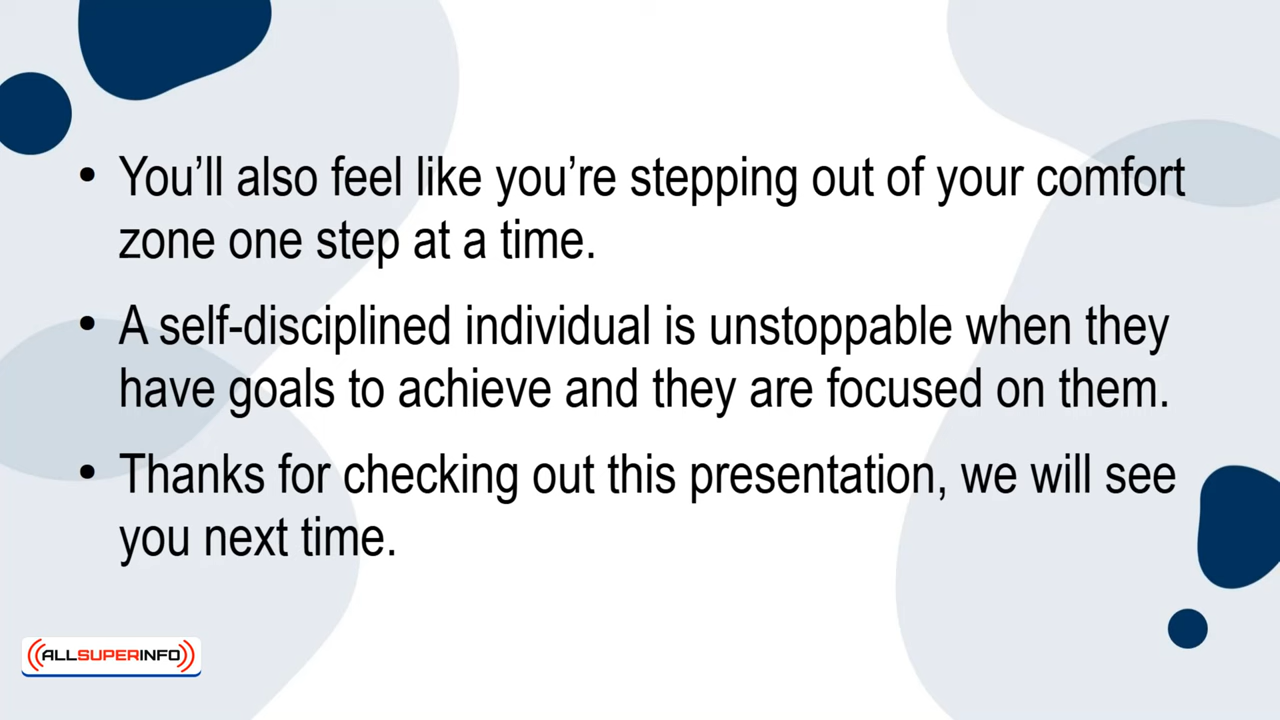 • You’ll also feel like you’re stepping out of your comfort
zone one step at a time.
• A self-disciplined individual is unstoppable when they
have goals to achieve and they are focused on them.
• Thanks for checking out this presentation, we will see
you next time.
ALLSUPERINFO